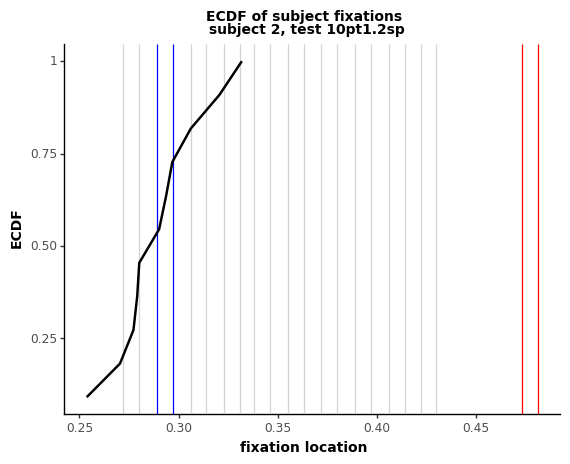 ECDF of subject fixations
subject 2, test 10pt1.2sp
1
0.75
0.50
0.25
ECDF
0.25 0.30 0.35 0.40 0.45
fixation location